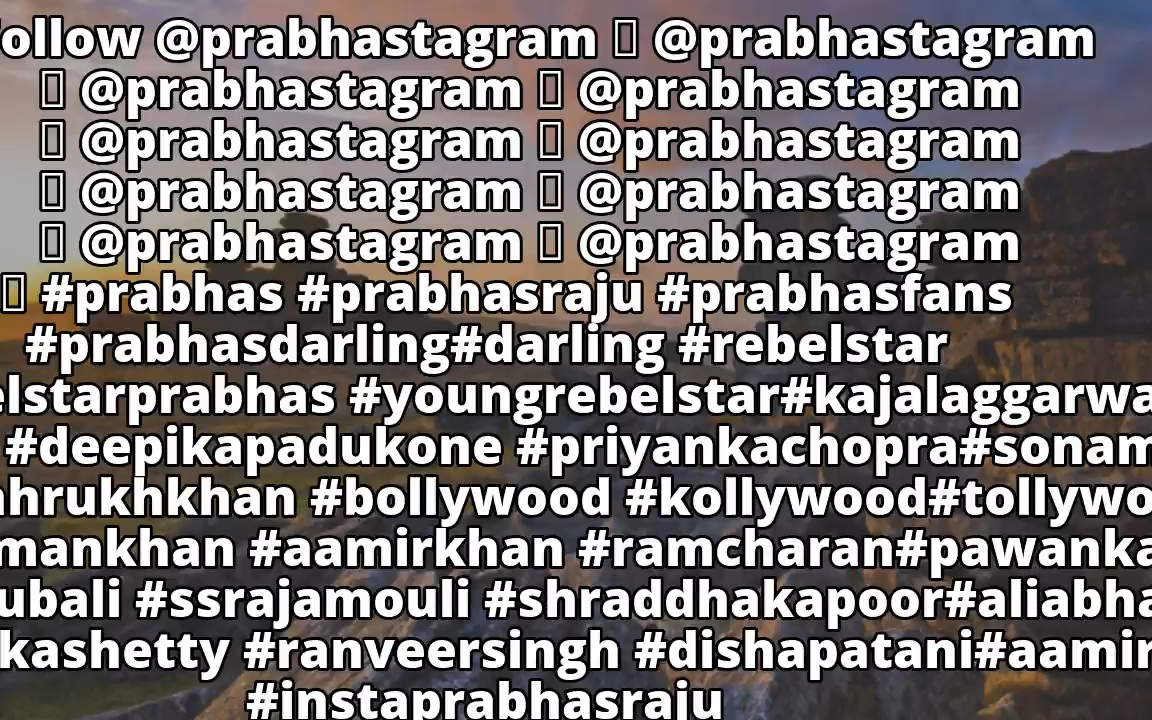 ollow @prabhastagram @prabhastagram
@prabhastagram @prabhastagram
@prabhastagram @prabhastagram
@prabhastagram @prabhastagram
@prabhastagram @prabhastagram
#prabhas #prabhasraju #prabhasfans
#prabhasdarling#darling #rebelstar
elstarprabhas #youngrebelstar#kajalaggarwa
#deepikapadukone #priyankachopra#sonam
ahrukhkhan #bollywood #kollywood#tollywo
mankhan #aamirkhan #ramcharan#pawanka
ubali #ssrajamouli #shraddhakapoor#aliabha
kashetty #ranveersingh #dishapatani#aamir
#instaprabhasraju